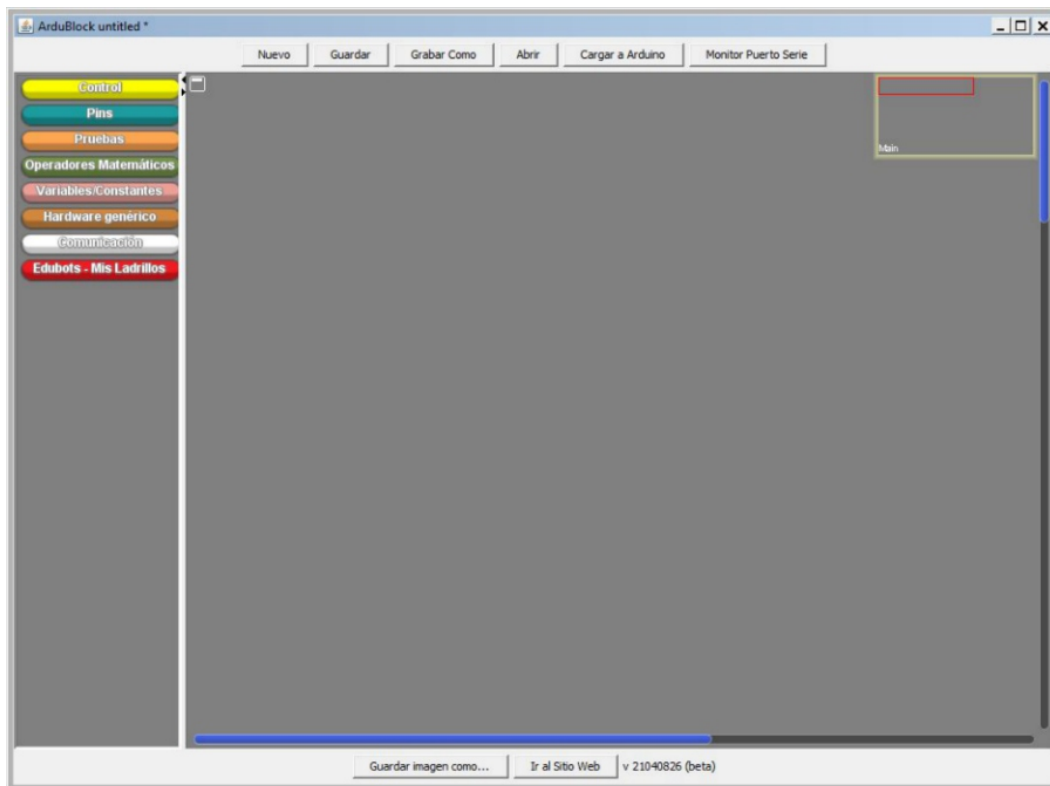 ArduBlock untitled *
Nuevo Guardar Grabar Como Abrir Cargar a Arduino Monitor Puerto Serie
Control
Pins
Pruebas
Operadores Matemáticos
Variables/Constantes
Hardware genérico
Comunicación
Edubots - Mis Ladrillos
Main
Guardar imagen como... Ir al Sitio Web v 21040826 (beta)